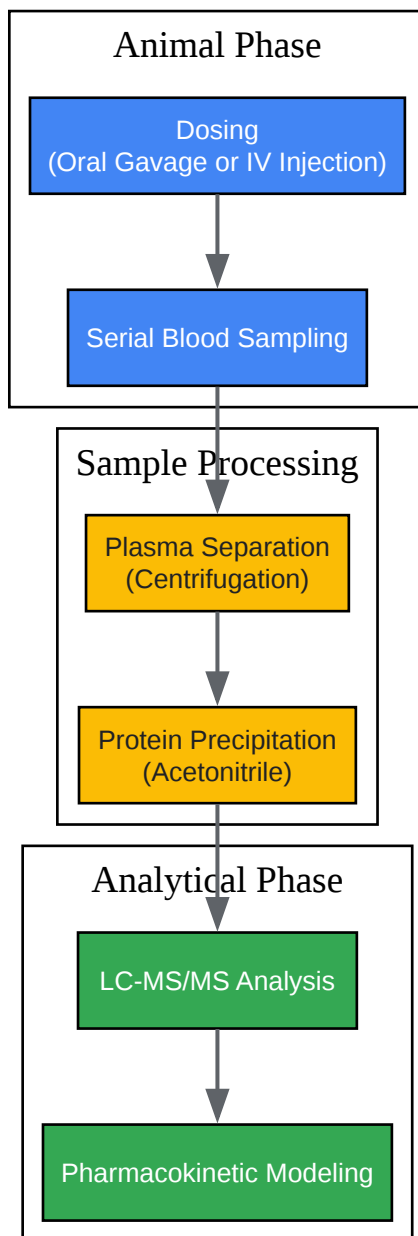 Animal Phase
Dosing
(Oral Gavage or IV Injection)
Serial Blood Sampling
Sample Processing
Plasma Separation
(Centrifugation)
Protein Precipitation
(Acetonitrile)
Analytical Phase
LC-MS/MS Analysis
Pharmacokinetic Modeling